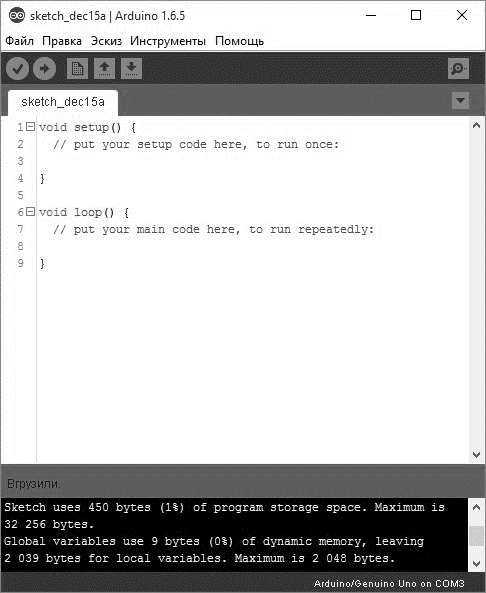 sketch_dec15a | Arduino 1.6.5
Файл Правка Эскиз Инструменты Помощь
sketch_dec15a
1 void setup() {
2 // put your setup code here, to run once:
3
4 }
5
6 void loop() {
7 // put your main code here, to run repeatedly:
8
9 }
Вгрузили.
Sketch uses 450 bytes (1%) of program storage space. Maximum is
32 256 bytes.
Global variables use 9 bytes (0%) of dynamic memory, leaving
2 039 bytes for local variables. Maximum is 2 048 bytes.
Arduino/Genuino Uno on COM3